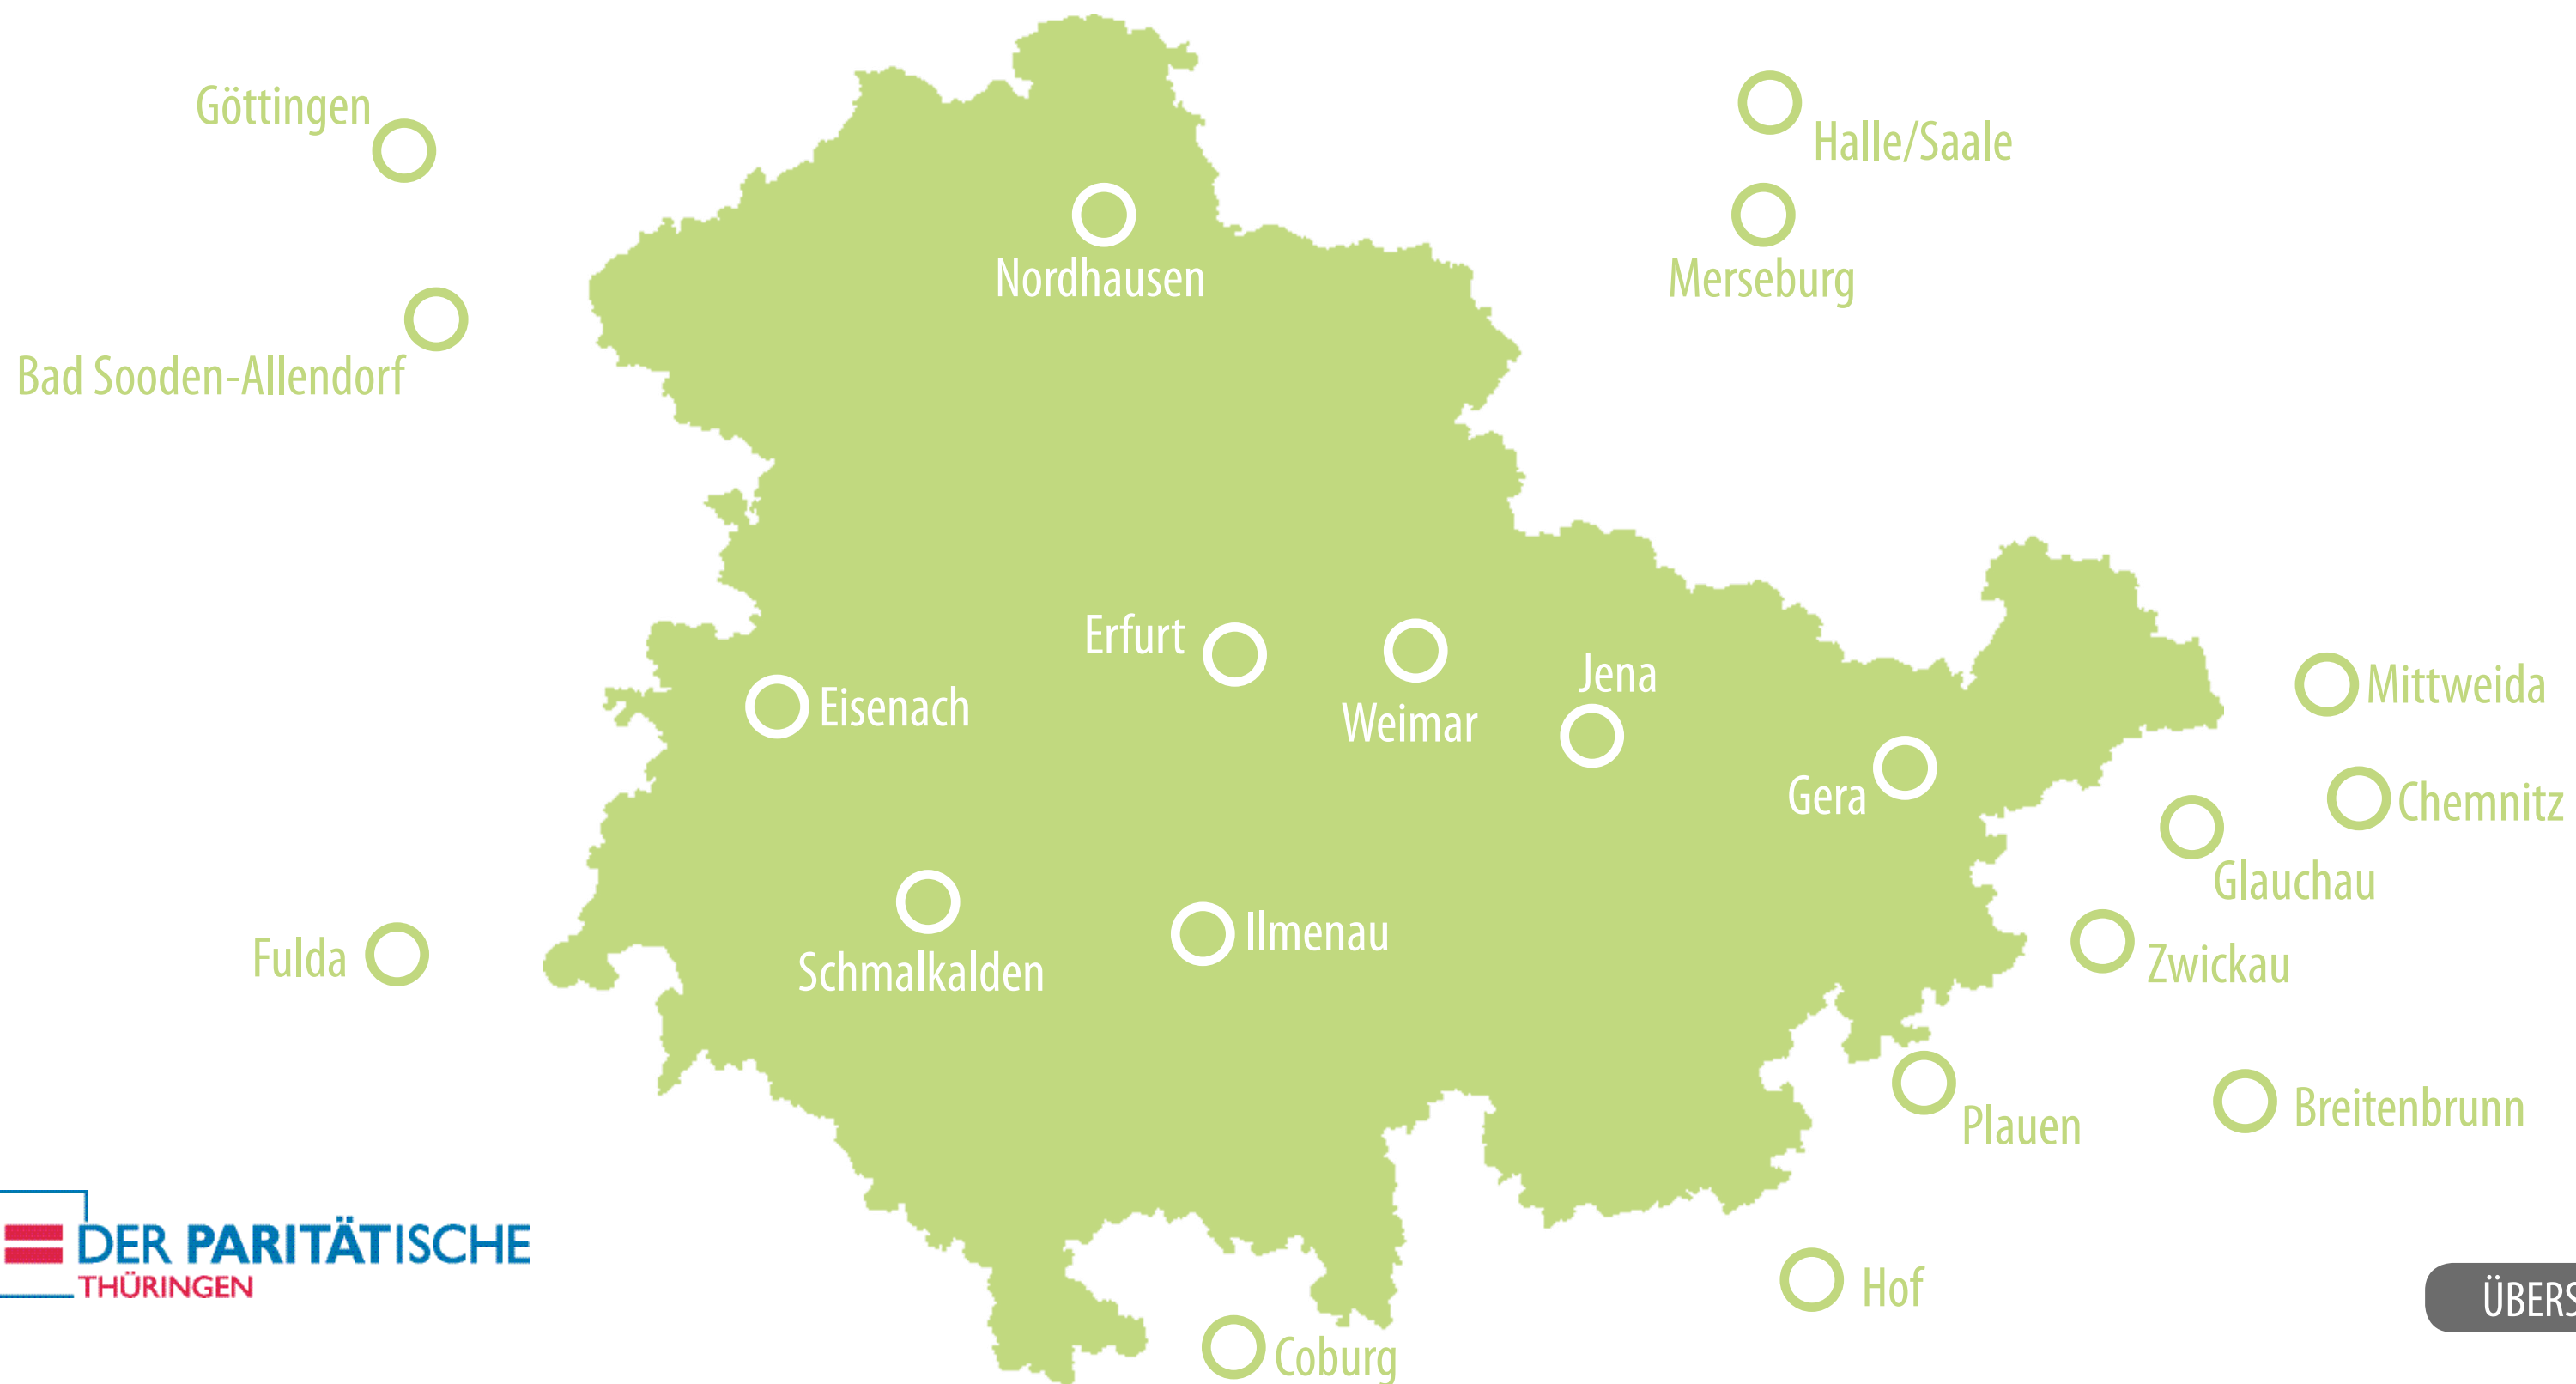 Göttingen
Halle/Saale
Nordhausen
Merseburg
Bad Sooden-Allendorf
Erfurt
Jena
Mittweida
Eisenach
Weimar
Gera
Chemnitz
Glauchau
Ilmenau
Fulda
Schmalkalden
Zwickau
Breitenbrunn
Plauen
DER PARITÄTISCHE
THÜRINGEN
Hof
ÜBERS
Coburg